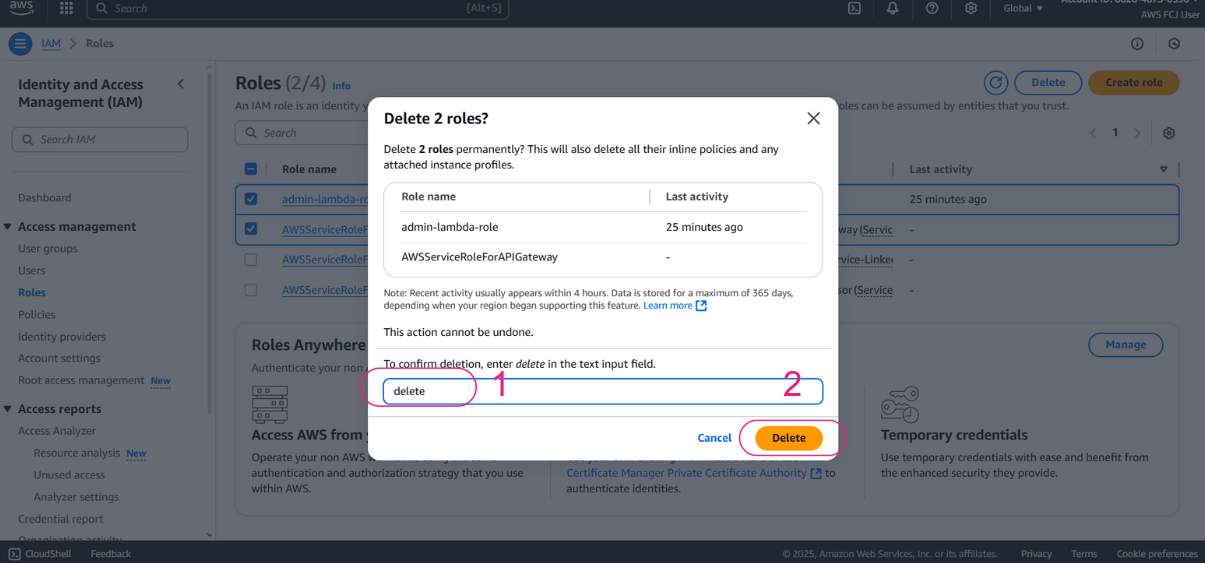 aws
Search
[Alt+S]
Global
AWS FCJ User
IAM > Roles
Identity and Access
Management (IAM)
Search IAM
Dashboard
Access management
User groups
Users
Roles
Policies
Identity providers
Account settings
Root access management New
Access reports
Access Analyzer
Resource analysis New
Unused access
Analyzer settings
Credential report
Organization activity
Roles (2/4) Info
Delete
Create role
An IAM role is an identity
oles can be assumed by entities that you trust.
Search
1
Role name
Last activity
admin-lambda-ro
25 minutes ago
AWSServiceRoleF
way (Servic
-
AWSServiceRoleF
rvice-Linke
-
AWSServiceRoleF
sor (Service
-
Roles Anywhere
Manage
Authenticate your non
Access AWS from
Operate your non AWS
authentication and authorization strategy that you use
within AWS.
Certificate Manager Private Certificate Authority to
authenticate identities.
Temporary credentials
Use temporary credentials with ease and benefit from
the enhanced security they provide.
Delete 2 roles?
Delete 2 roles permanently? This will also delete all their inline policies and any
attached instance profiles.
Role name
Last activity
admin-lambda-role
25 minutes ago
AWSServiceRoleForAPIGateway
-
Note: Recent activity usually appears within 4 hours. Data is stored for a maximum of 365 days,
depending when your region began supporting this feature. Learn more
This action cannot be undone.
To confirm deletion, enter delete in the text input field.
delete
1
2
Cancel
Delete
CloudShell
Feedback
© 2025, Amazon Web Services, Inc. or its affiliates.
Privacy
Terms
Cookie preferences